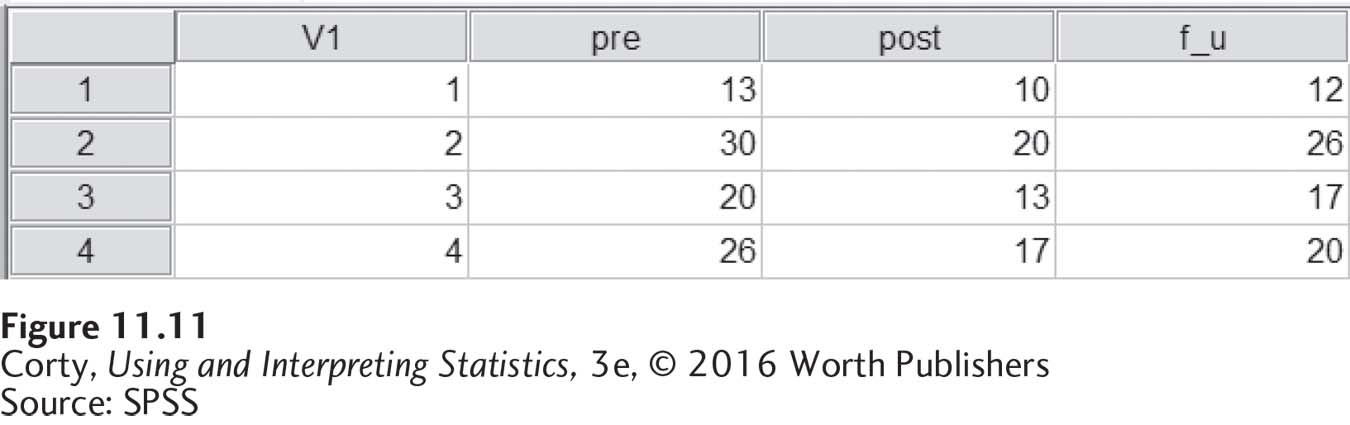 V1 pre post f_u
1 1 13 10 12
2 2 30 20 26
3 3 20 13 17
4 4 26 17 20
Figure 11.11
Corty, Using and Interpreting Statistics, 3e, © 2016 Worth Publishers
Source: SPSS